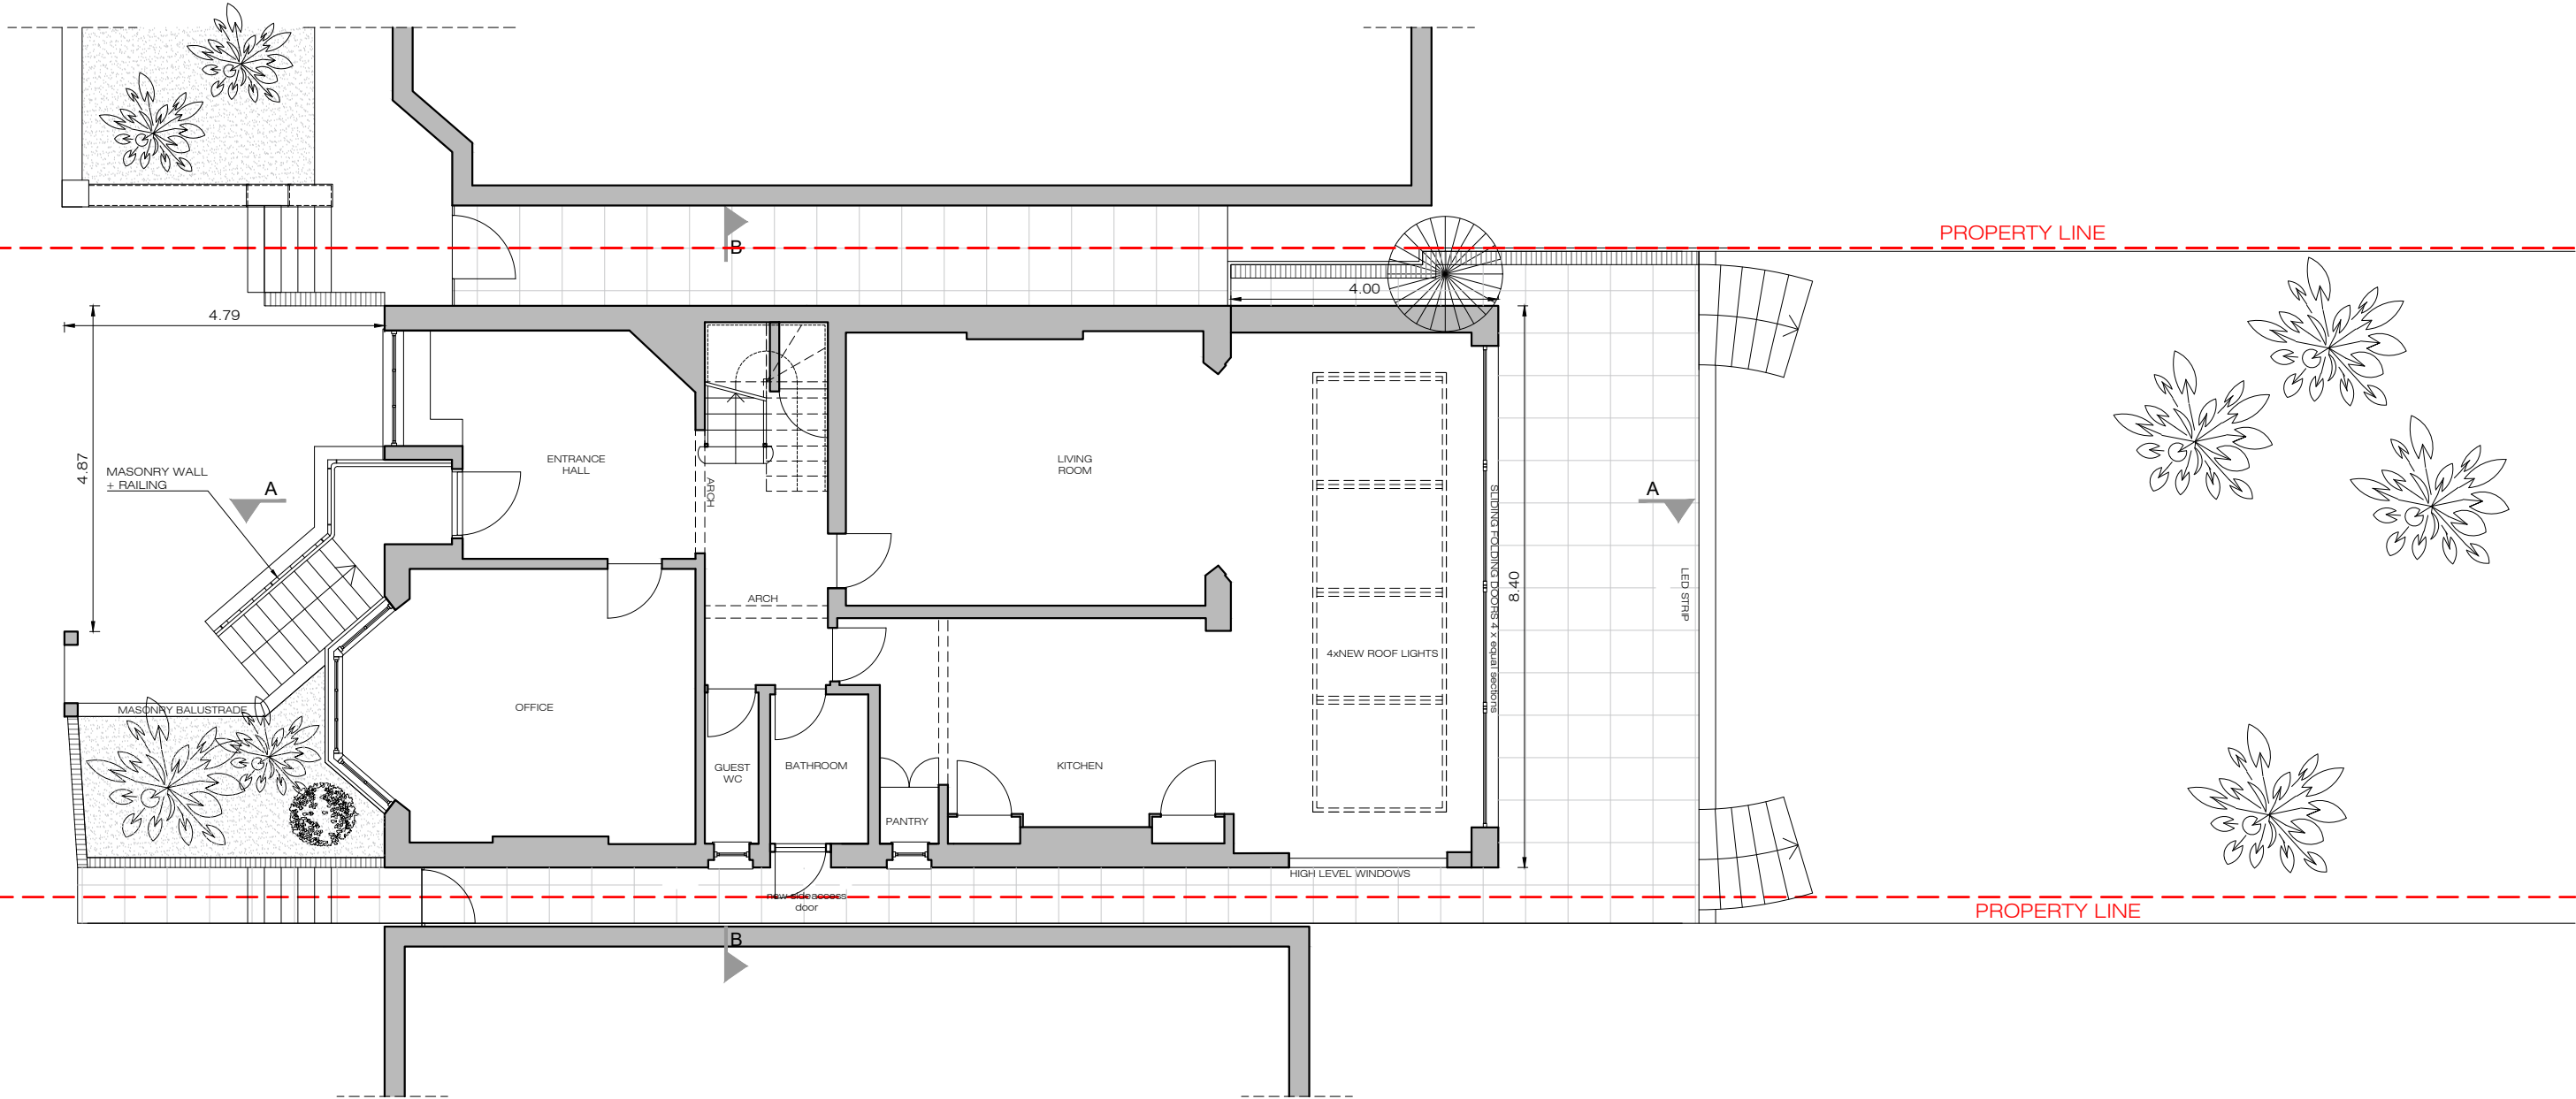 PROPERTY LINE
B
4.00
4.79
4.87
MASONRY WALL
+ RAILING
A
ENTRANCE
HALL
ARCH
LIVING
ROOM
A
SLIDING FOLDING DOORS 4 x equal sections
8.40
LED STRIP
ARCH
4xNEW ROOF LIGHTS
MASONRY BALUSTRADE
OFFICE
GUEST
WC
BATHROOM
KITCHEN
PANTRY
HIGH LEVEL WINDOWS
new sideaccess
door
PROPERTY LINE
B